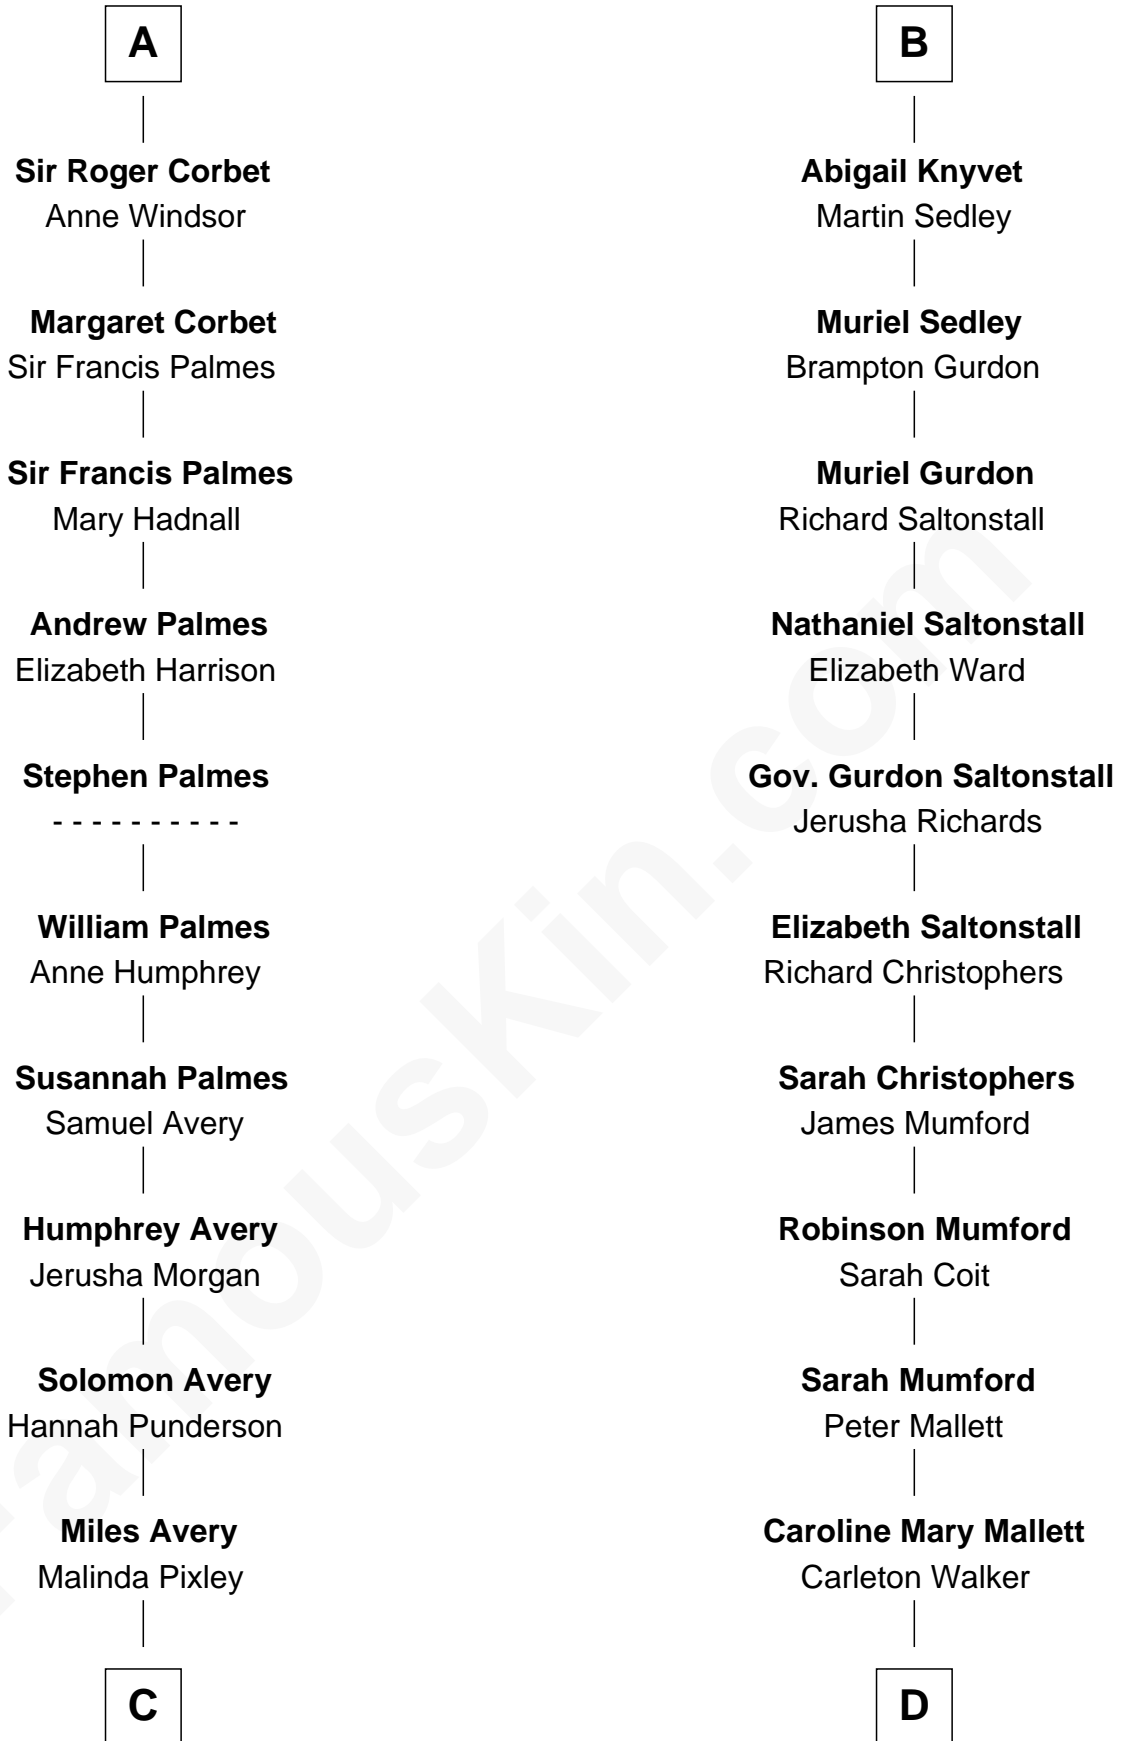 A
Sir Roger Corbet
Anne Windsor
Margaret Corbet
Sir Francis Palmes
Sir Francis Palmes
Mary Hadnall
Andrew Palmes
Elizabeth Harrison
Stephen Palmes
- - - - - - - - - -
William Palmes
Anne Humphrey
Susannah Palmes
Samuel Avery
Humphrey Avery
Jerusha Morgan
Solomon Avery
Hannah Punderson
Miles Avery
Malinda Pixley
C
B
Abigail Knyvet
Martin Sedley
Muriel Sedley
Brampton Gurdon
Muriel Gurdon
Richard Saltonstall
Nathaniel Saltonstall
Elizabeth Ward
Gov. Gurdon Saltonstall
Jerusha Richards
Elizabeth Saltonstall
Richard Christophers
Sarah Christophers
James Mumford
Robinson Mumford
Sarah Coit
Sarah Mumford
Peter Mallett
Caroline Mary Mallett
Carleton Walker
D
FamousKin.com